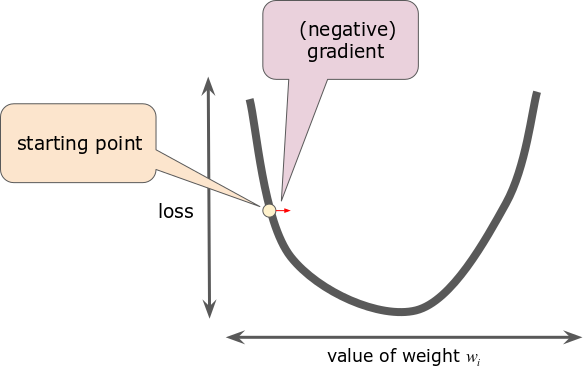 (negative)
gradient
starting point
loss
value of weight wᵢ